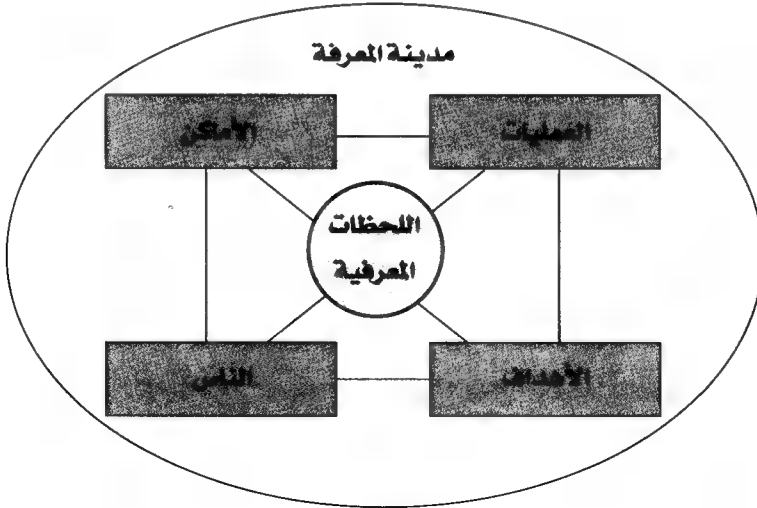 مدينة المعرفة
العمليات
الأماكن
اللحظات
المعرفية
الأهداف
الناس